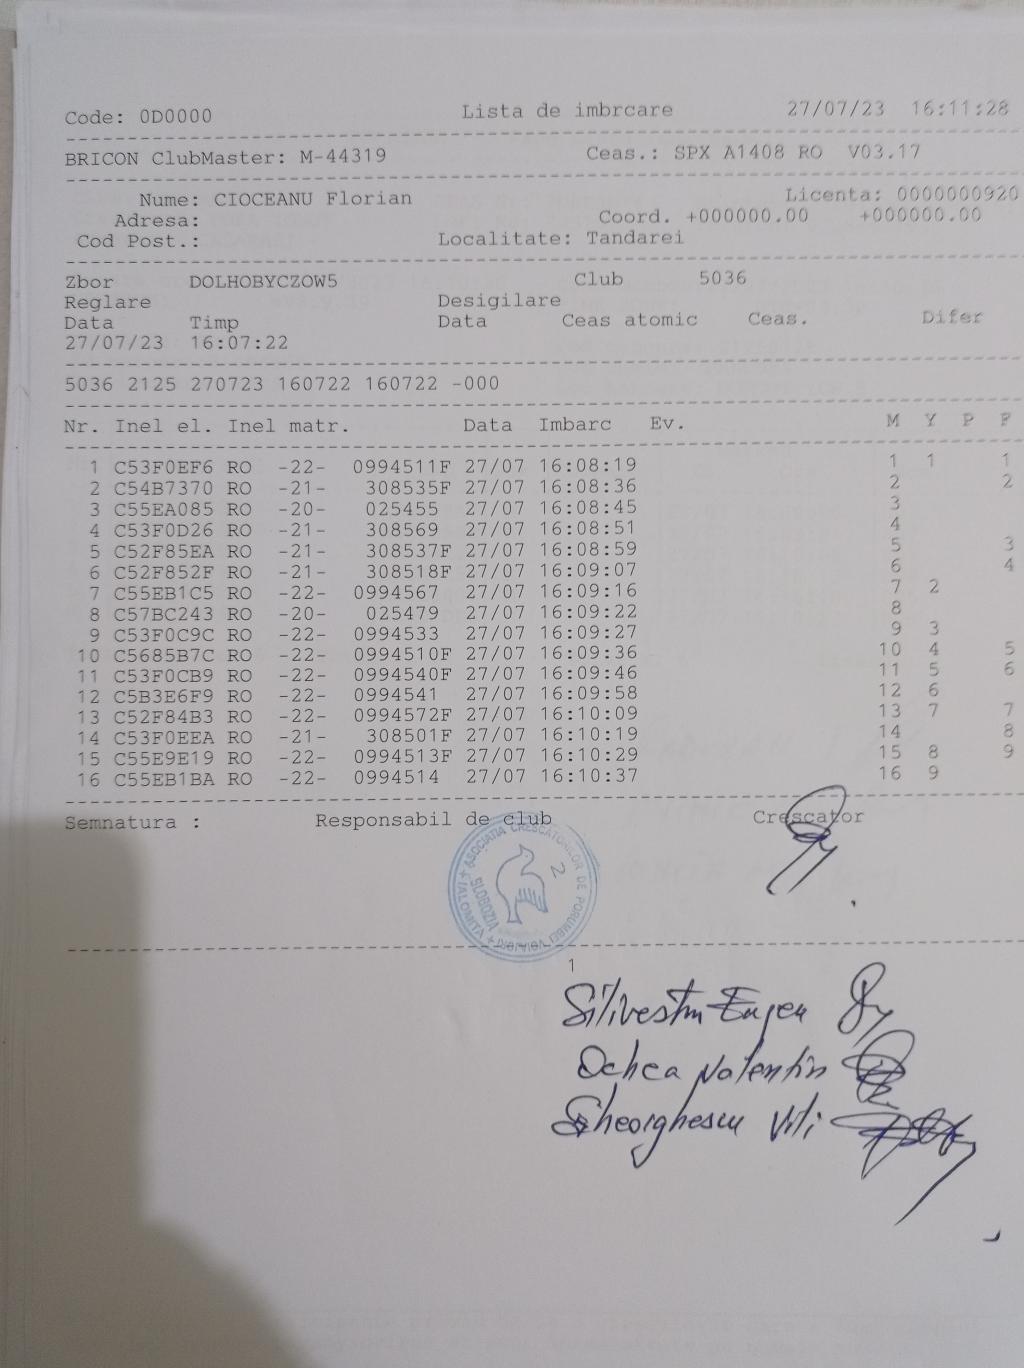 Code: 0D0000 Lista de imbrcare 27/07/23 16:11:28
BRICON ClubMaster: M-44319 Ceas.: SPX A1408 RO V03.17
Nume: CIOCEANU Florian Licenta: 0000000920
Adresa: Coord. +000000.00 +000000.00
Cod Post.: Localitate: Tandarei
Zbor DOLHOBYCZOW5 Club 5036
Reglare Desigilare
Data Timp Data Ceas atomic Ceas. Difer
27/07/23 16:07:22
5036 2125 270723 160722 160722 -000
Nr. Inel el. Inel matr. Data Imbarc Ev. M Y P F
1 C53F0EF6 RO -22- 0994511F 27/07 16:08:19 1 1 1
2 C54B7370 RO -21- 308535F 27/07 16:08:36 2 2
3 C55EA085 RO -20- 025455 27/07 16:08:45 3
4 C53F0D26 RO -21- 308569 27/07 16:08:51 4
5 C52F85EA RO -21- 308537F 27/07 16:08:59 5 3
6 C52F852F RO -21- 308518F 27/07 16:09:07 6 4
7 C55EB1C5 RO -22- 0994567 27/07 16:09:16 7 2
8 C57BC243 RO -20- 025479 27/07 16:09:22 8
9 C53F0C9C RO -22- 0994533 27/07 16:09:27 9 3
10 C5685B7C RO -22- 0994510F 27/07 16:09:36 10 4 5
11 C53F0CB9 RO -22- 0994540F 27/07 16:09:46 11 5 6
12 C5B3E6F9 RO -22- 0994541 27/07 16:09:58 12 6
13 C52F84B3 RO -22- 0994572F 27/07 16:10:09 13 7 7
14 C53F0EEA RO -21- 308501F 27/07 16:10:19 14 8
15 C55E9E19 RO -22- 0994513F 27/07 16:10:29 15 8 9
16 C55EB1BA RO -22- 0994514 27/07 16:10:37 16 9
Semnatura : Responsabil de club Crescator
ASOCIATIA CRESCATORILOR DE PORUMBEI VOIAJORI
IALOMITA
SLOBOZIA
2
1
Silivestru Eugen
Ochea Valentin
Gheorghescu Vili